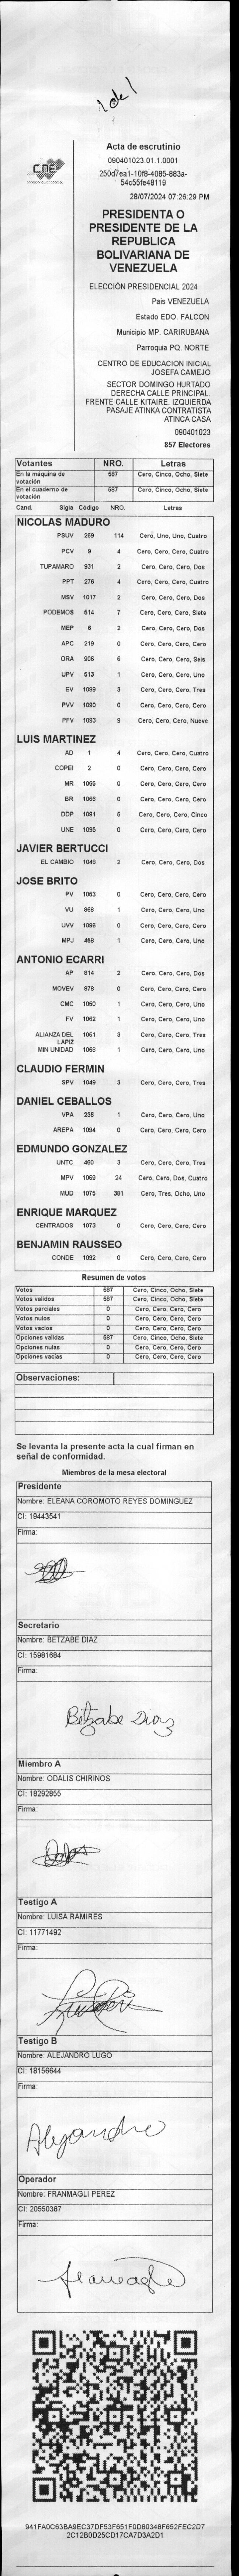 1 de 1
Acta de escrutinio
090401023.01.1.0001
250d7ea1-10f8-4085-883a-
54c55fe48119
28/07/2024 07:26:29 PM
CNE
PRESIDENTA O
PRESIDENTE DE LA
REPUBLICA
BOLIVARIANA DE
VENEZUELA
ELECCIÓN PRESIDENCIAL 2024
Pais VENEZUELA
Estado EDO. FALCON
Municipio MP. CARIRUBANA
Parroquia PQ. NORTE
CENTRO DE EDUCACION INICIAL
JOSEFA CAMEJO
SECTOR DOMINGO HURTADO
DERECHA CALLE PRINCIPAL.
FRENTE CALLE KITAIRE. IZQUIERDA
PASAJE ATINKA CONTRATISTA
ATINCA CASA
090401023
857 Electores
Votantes NRO. Letras
En la máquina de votación 587 Cero, Cinco, Ocho, Siete
En el cuaderno de votación 587 Cero, Cinco, Ocho, Siete
Cand. Sigla Código NRO. Letras
NICOLAS MADURO
PSUV 269 114 Cero, Uno, Uno, Cuatro
PCV 9 4 Cero, Cero, Cero, Cuatro
TUPAMARO 931 2 Cero, Cero, Cero, Dos
PPT 276 4 Cero, Cero, Cero, Cuatro
MSV 1017 2 Cero, Cero, Cero, Dos
PODEMOS 514 7 Cero, Cero, Cero, Siete
MEP 6 2 Cero, Cero, Cero, Dos
APC 219 0 Cero, Cero, Cero, Cero
ORA 906 6 Cero, Cero, Cero, Seis
UPV 513 1 Cero, Cero, Cero, Uno
EV 1089 3 Cero, Cero, Cero, Tres
PVV 1090 0 Cero, Cero, Cero, Cero
PFV 1093 9 Cero, Cero, Cero, Nueve
LUIS MARTINEZ
AD 1 4 Cero, Cero, Cero, Cuatro
COPEI 2 0 Cero, Cero, Cero, Cero
MR 1065 0 Cero, Cero, Cero, Cero
BR 1066 0 Cero, Cero, Cero, Cero
DDP 1091 5 Cero, Cero, Cero, Cinco
UNE 1095 0 Cero, Cero, Cero, Cero
JAVIER BERTUCCI
EL CAMBIO 1048 2 Cero, Cero, Cero, Dos
JOSE BRITO
PV 1053 0 Cero, Cero, Cero, Cero
VU 868 1 Cero, Cero, Cero, Uno
UVV 1096 0 Cero, Cero, Cero, Cero
MPJ 458 1 Cero, Cero, Cero, Uno
ANTONIO ECARRI
AP 814 2 Cero, Cero, Cero, Dos
MOVEV 878 0 Cero, Cero, Cero, Cero
CMC 1050 1 Cero, Cero, Cero, Uno
FV 1062 1 Cero, Cero, Cero, Uno
ALIANZA DEL LAPIZ 1051 3 Cero, Cero, Cero, Tres
MIN UNIDAD 1068 1 Cero, Cero, Cero, Uno
CLAUDIO FERMIN
SPV 1049 3 Cero, Cero, Cero, Tres
DANIEL CEBALLOS
VPA 236 1 Cero, Cero, Cero, Uno
AREPA 1094 0 Cero, Cero, Cero, Cero
EDMUNDO GONZALEZ
UNTC 460 3 Cero, Cero, Cero, Tres
MPV 1069 24 Cero, Cero, Dos, Cuatro
MUD 1075 381 Cero, Tres, Ocho, Uno
ENRIQUE MARQUEZ
CENTRADOS 1073 0 Cero, Cero, Cero, Cero
BENJAMIN RAUSSEO
CONDE 1092 0 Cero, Cero, Cero, Cero
Resumen de votos
Votos 587 Cero, Cinco, Ocho, Siete
Votos validos 587 Cero, Cinco, Ocho, Siete
Votos parciales 0 Cero, Cero, Cero, Cero
Votos nulos 0 Cero, Cero, Cero, Cero
Votos vacios 0 Cero, Cero, Cero, Cero
Opciones validas 587 Cero, Cinco, Ocho, Siete
Opciones nulas 0 Cero, Cero, Cero, Cero
Opciones vacias 0 Cero, Cero, Cero, Cero
Observaciones:
Se levanta la presente acta la cual firman en
señal de conformidad.
Miembros de la mesa electoral
Presidente
Nombre: ELEANA COROMOTO REYES DOMINGUEZ
CI: 19443541
Firma:
Secretario
Nombre: BETZABE DIAZ
CI: 15981684
Firma:
Betzabe Diaz
Miembro A
Nombre: ODALIS CHIRINOS
CI: 18292855
Firma:
Testigo A
Nombre: LUISA RAMIRES
CI: 11771492
Firma:
Testigo B
Nombre: ALEJANDRO LUGO
CI: 18156644
Firma:
Alejandro
Operador
Nombre: FRANMAGLI PEREZ
CI: 20550387
Firma:
941FA0C63BA9EC37DF53F651F0D80348F652FEC2D7
2C12B0D25CD17CA7D3A2D1